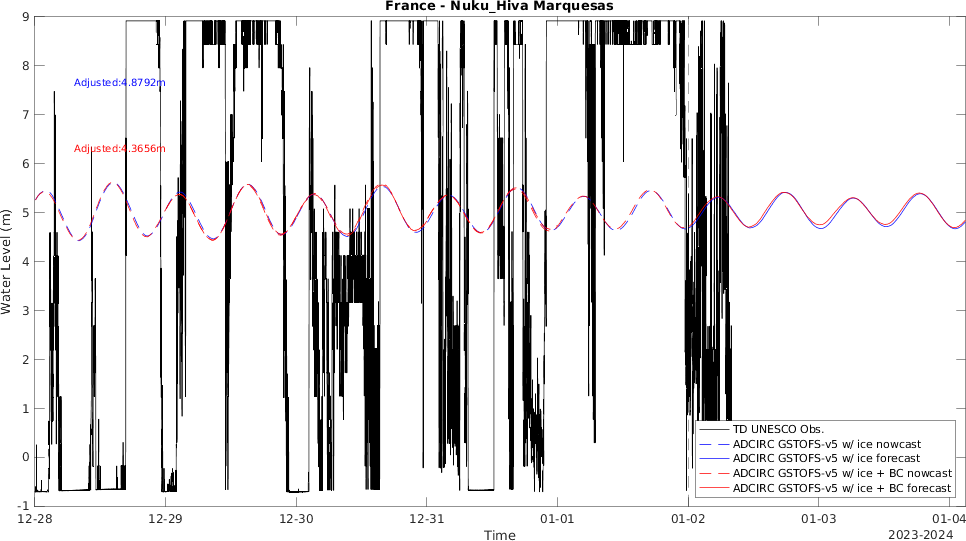 France - Nuku_Hiva Marquesas
9
8
7
6
5
4
3
2
1
0
-1
Water Level (m)
Adjusted:4.8792m
Adjusted:4.3656m
TD UNESCO Obs.
ADCIRC GSTOFS-v5 w/ ice nowcast
ADCIRC GSTOFS-v5 w/ ice forecast
ADCIRC GSTOFS-v5 w/ ice + BC nowcast
ADCIRC GSTOFS-v5 w/ ice + BC forecast
12-28 12-29 12-30 12-31 01-01 01-02 01-03 01-04
Time
2023-2024